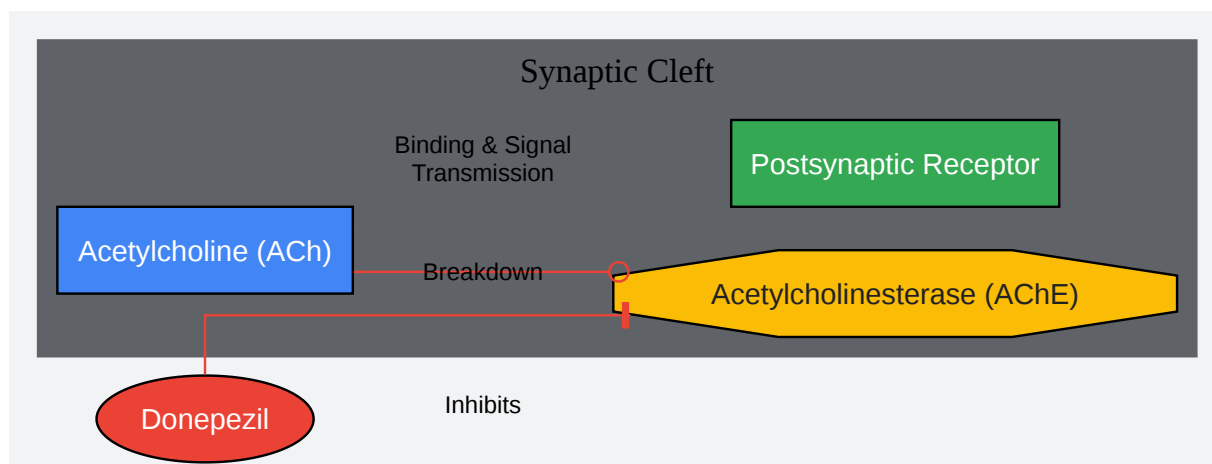 Synaptic Cleft
Binding & Signal
Transmission
Postsynaptic Receptor
Acetylcholine (ACh)
Breakdown
Acetylcholinesterase (AChE)
Donepezil
Inhibits